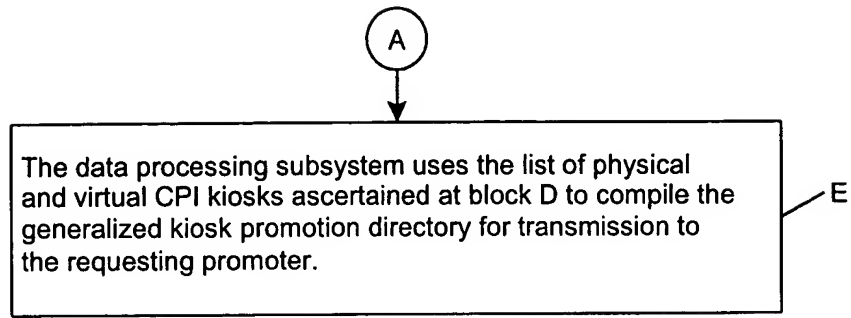 A
The data processing subsystem uses the list of physical
and virtual CPI kiosks ascertained at block D to compile the
generalized kiosk promotion directory for transmission to
the requesting promoter.
E